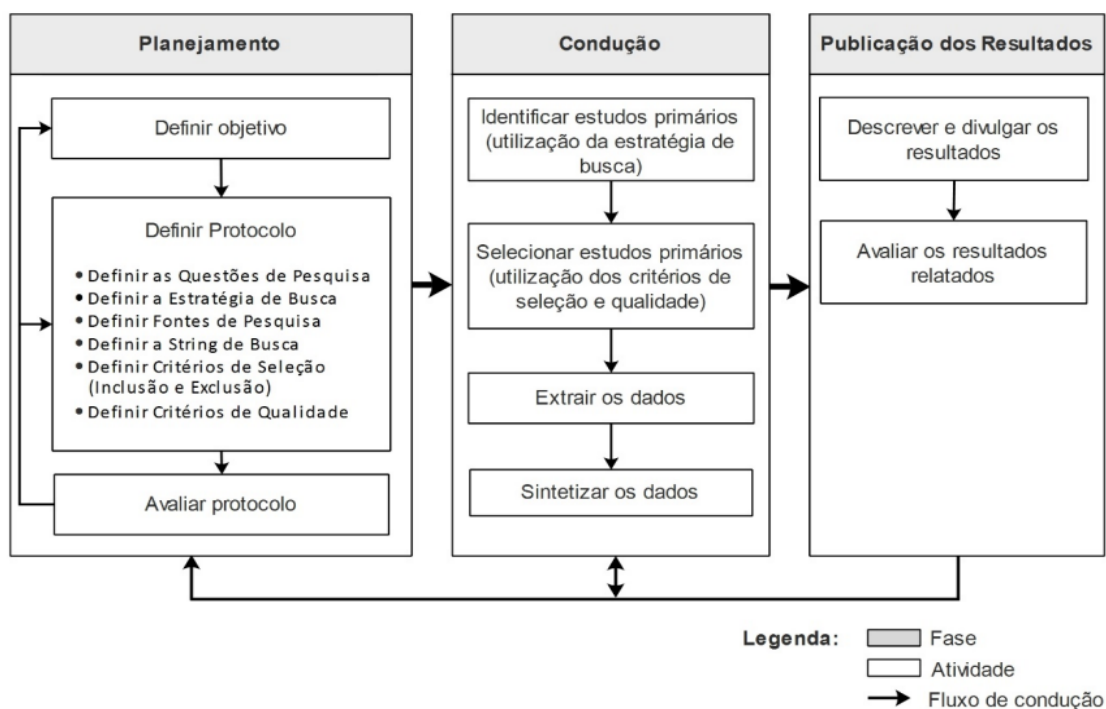 Planejamento
Definir objetivo
Definir Protocolo
• Definir as Questões de Pesquisa
• Definir a Estratégia de Busca
• Definir Fontes de Pesquisa
• Definir a String de Busca
• Definir Critérios de Seleção
(Inclusão e Exclusão)
• Definir Critérios de Qualidade
Avaliar protocolo
Condução
Identificar estudos primários
(utilização da estratégia de
busca)
Selecionar estudos primários
(utilização dos critérios de
seleção e qualidade)
Extrair os dados
Sintetizar os dados
Publicação dos Resultados
Descrever e divulgar os
resultados
Avaliar os resultados
relatados
Legenda:
Fase
Atividade
Fluxo de condução